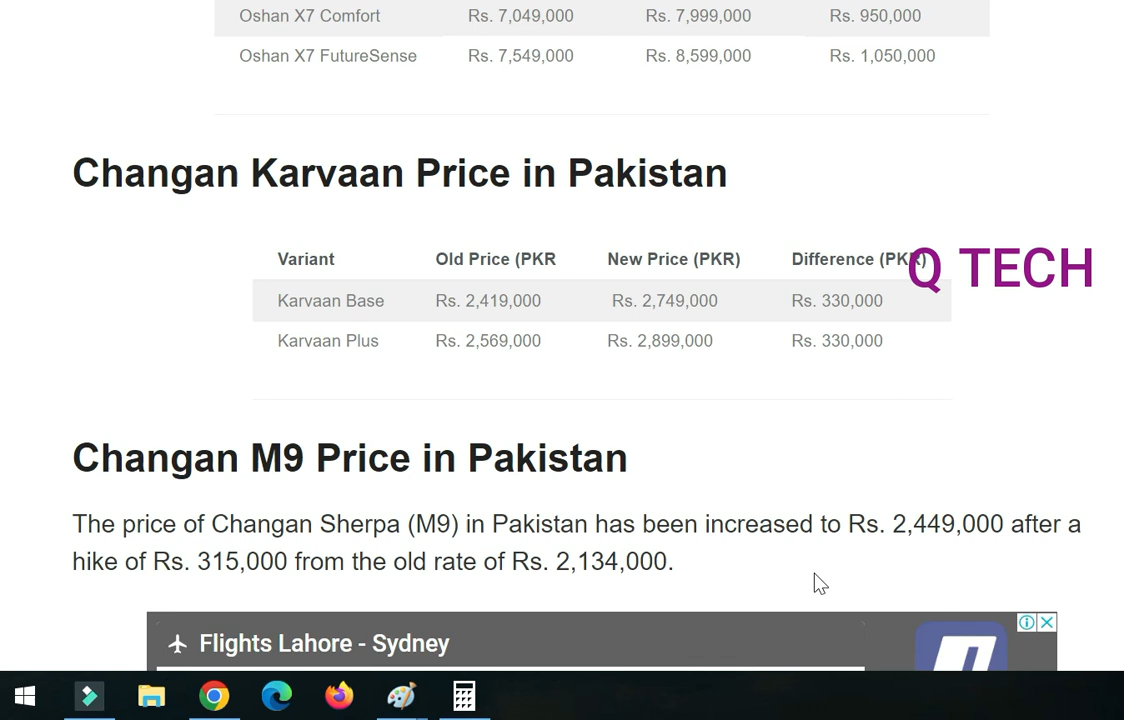 Oshan X7 Comfort Rs. 7,049,000 Rs. 7,999,000 Rs. 950,000
Oshan X7 FutureSense Rs. 7,549,000 Rs. 8,599,000 Rs. 1,050,000
Changan Karvaan Price in Pakistan
Variant Old Price (PKR New Price (PKR) Difference (PKR)
Q TECH
Karvaan Base Rs. 2,419,000 Rs. 2,749,000 Rs. 330,000
Karvaan Plus Rs. 2,569,000 Rs. 2,899,000 Rs. 330,000
Changan M9 Price in Pakistan
The price of Changan Sherpa (M9) in Pakistan has been increased to Rs. 2,449,000 after a
hike of Rs. 315,000 from the old rate of Rs. 2,134,000.
Flights Lahore - Sydney